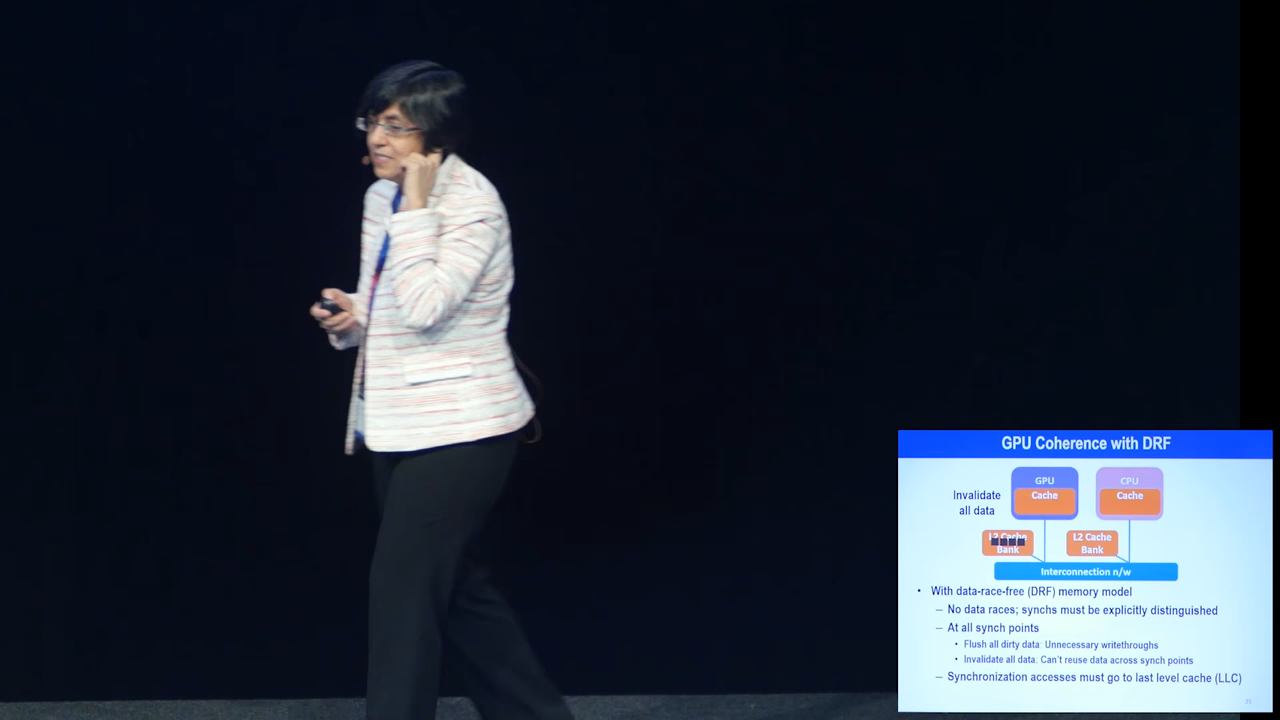 GPU Coherence with DRF
GPU
CPU
Cache
Cache
Invalidate
all data
L2 Cache
Bank
L2 Cache
Bank
Interconnection n/w
• With data-race-free (DRF) memory model
– No data races; synchs must be explicitly distinguished
– At all synch points
• Flush all dirty data: Unnecessary writethroughs
• Invalidate all data: Can't reuse data across synch points
– Synchronization accesses must go to last level cache (LLC)